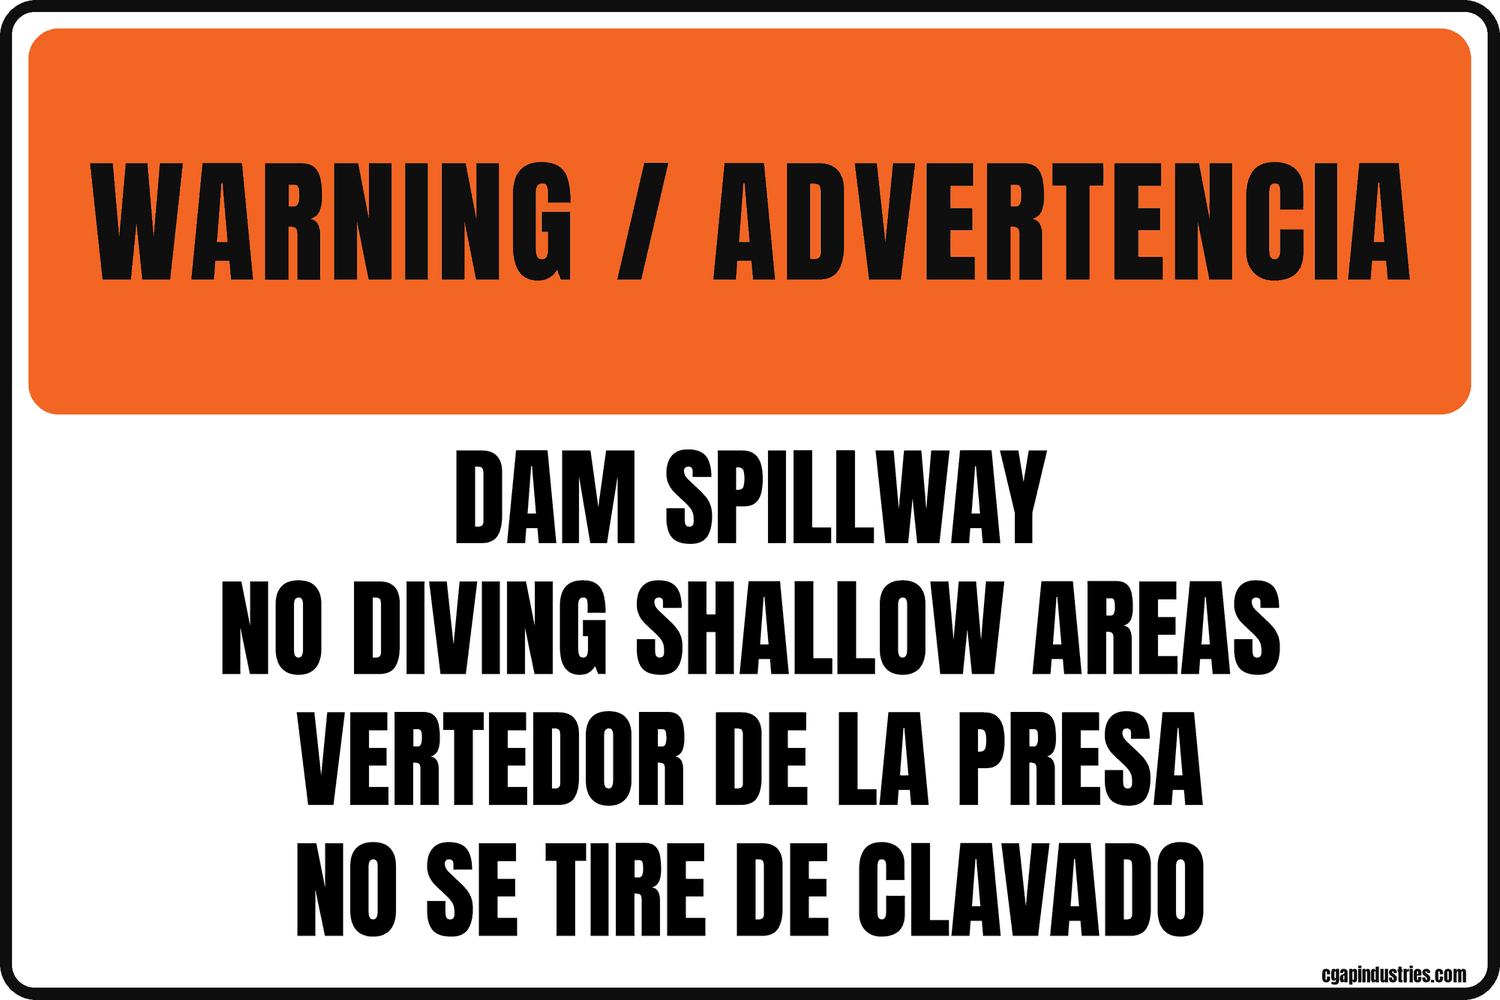 WARNING / ADVERTENCIA
DAM SPILLWAY
NO DIVING SHALLOW AREAS
VERTEDOR DE LA PRESA
NO SE TIRE DE CLAVADO
cgapindustries.com